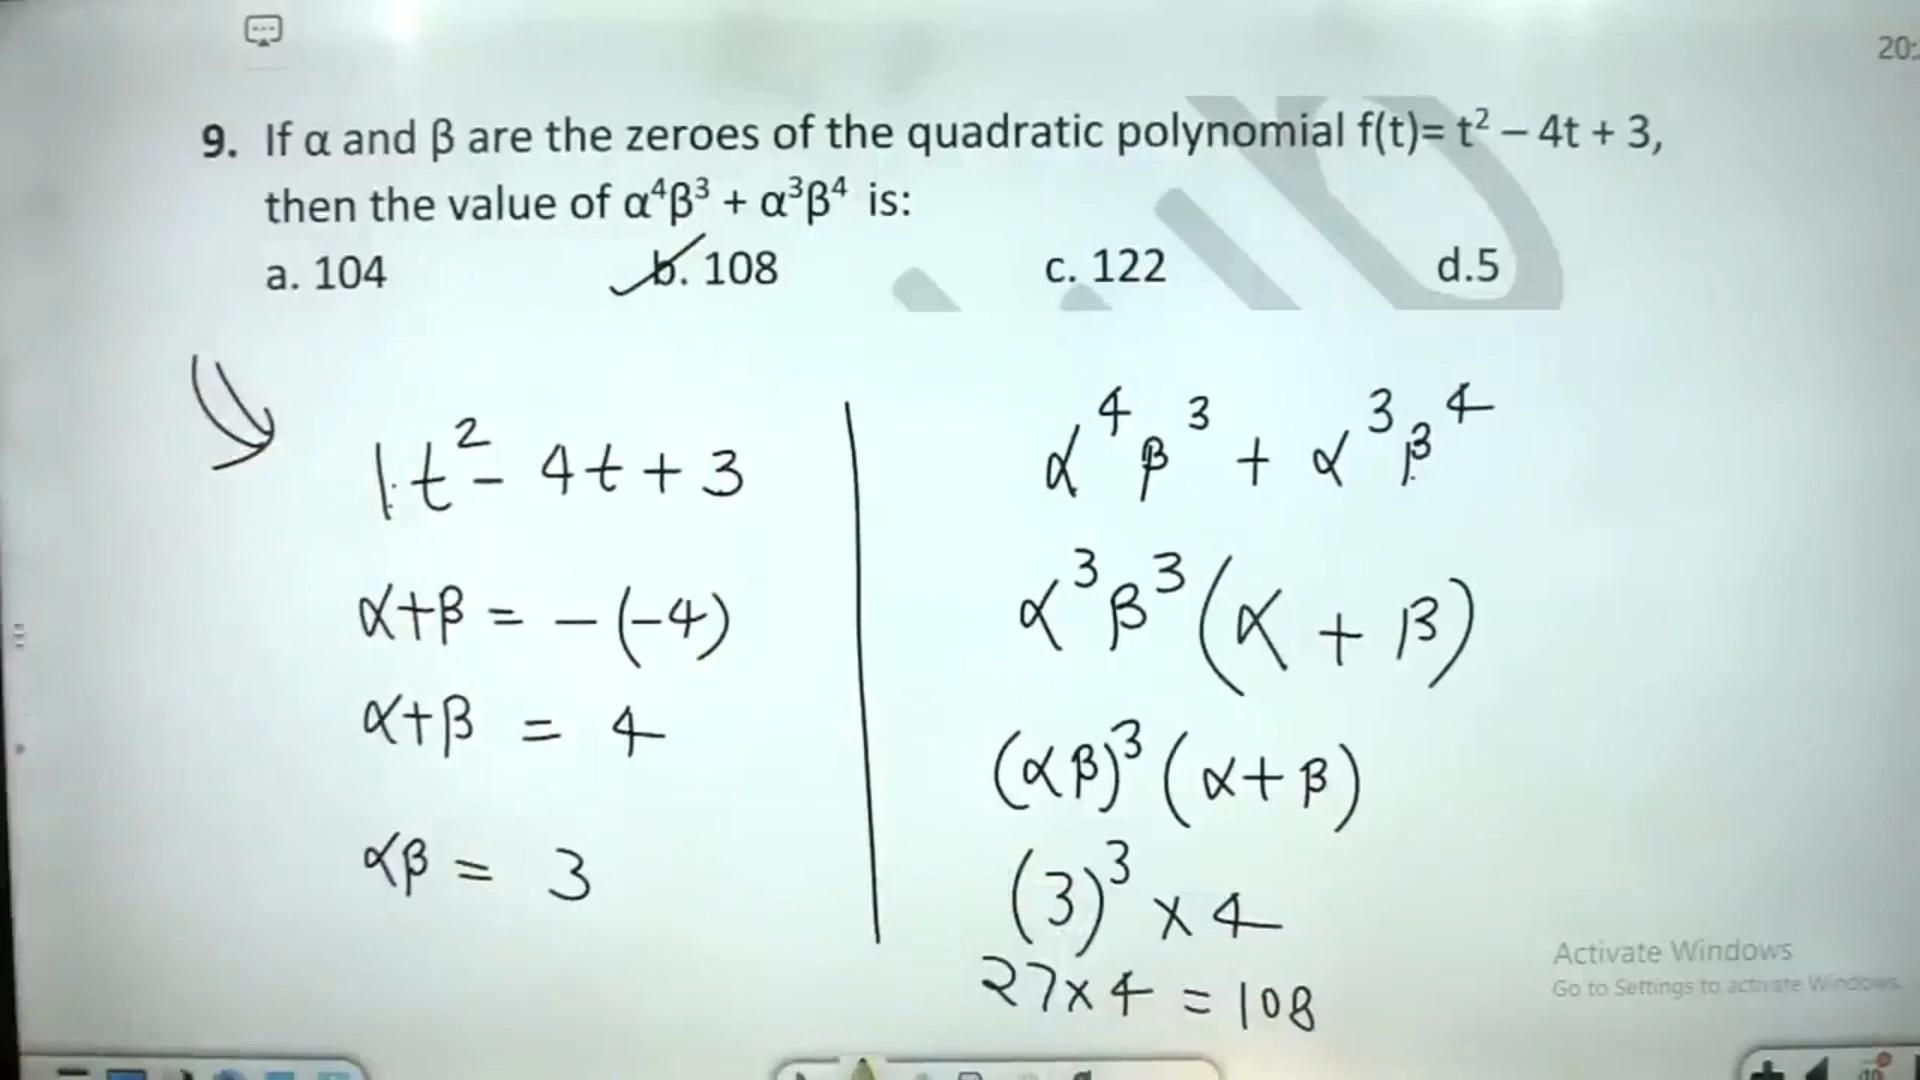 20:
9. If α and β are the zeroes of the quadratic polynomial f(t)= t² – 4t + 3,
then the value of α⁴β³ + α³β⁴ is:
a. 104 b. 108 c. 122 d.5
1t² - 4t + 3
α+β = -(-4)
α+β = 4
αβ = 3
α⁴β³ + α³β⁴
α³β³(α + β)
(αβ)³(α+β)
(3)³ × 4
27×4 = 108
Activate Windows
Go to Settings to activate Windows.